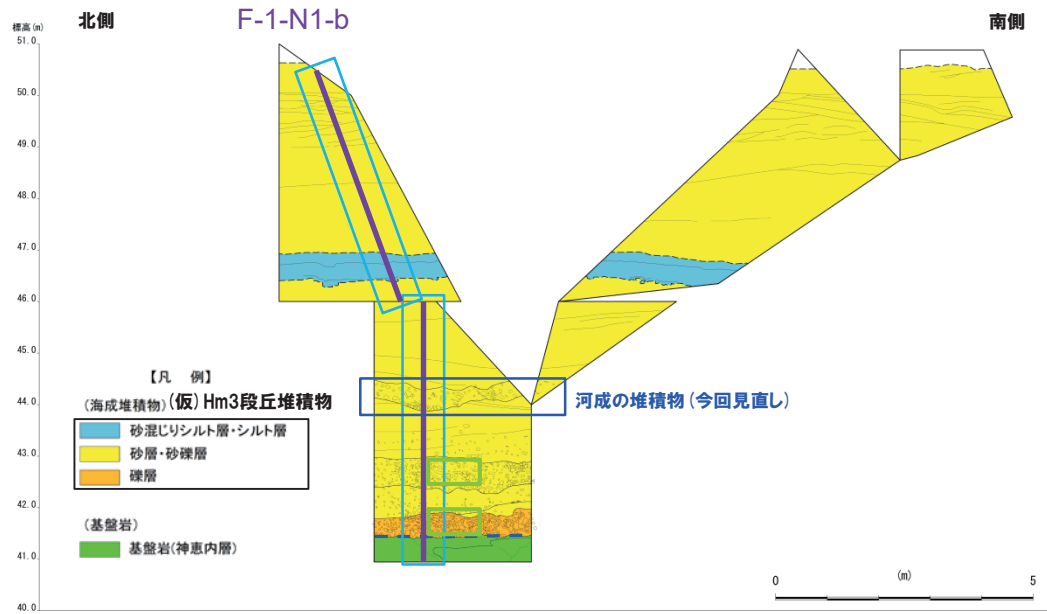 北側
F-1-N1-b
南側
標高(m)
51.0
50.0
49.0
48.0
47.0
46.0
45.0
44.0
43.0
42.0
41.0
40.0
【凡 例】
(海成堆積物)(仮)Hm3段丘堆積物
砂混じりシルト層・シルト層
砂層・砂礫層
礫層
(基盤岩)
基盤岩(神恵内層)
河成の堆積物(今回見直し)
(m)
0
5